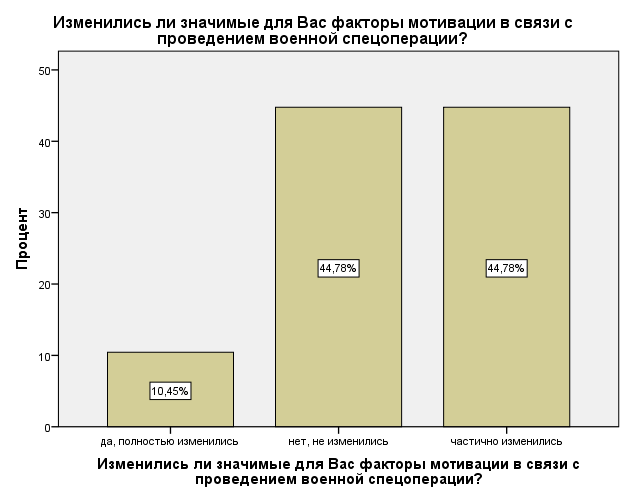 Изменились ли значимые для Вас факторы мотивации в связи с
проведением военной спецоперации?
Процент
50
40
30
20
10
0
10,45%
44,78%
44,78%
да, полностью изменились
нет, не изменились
частично изменились
Изменились ли значимые для Вас факторы мотивации в связи с
проведением военной спецоперации?